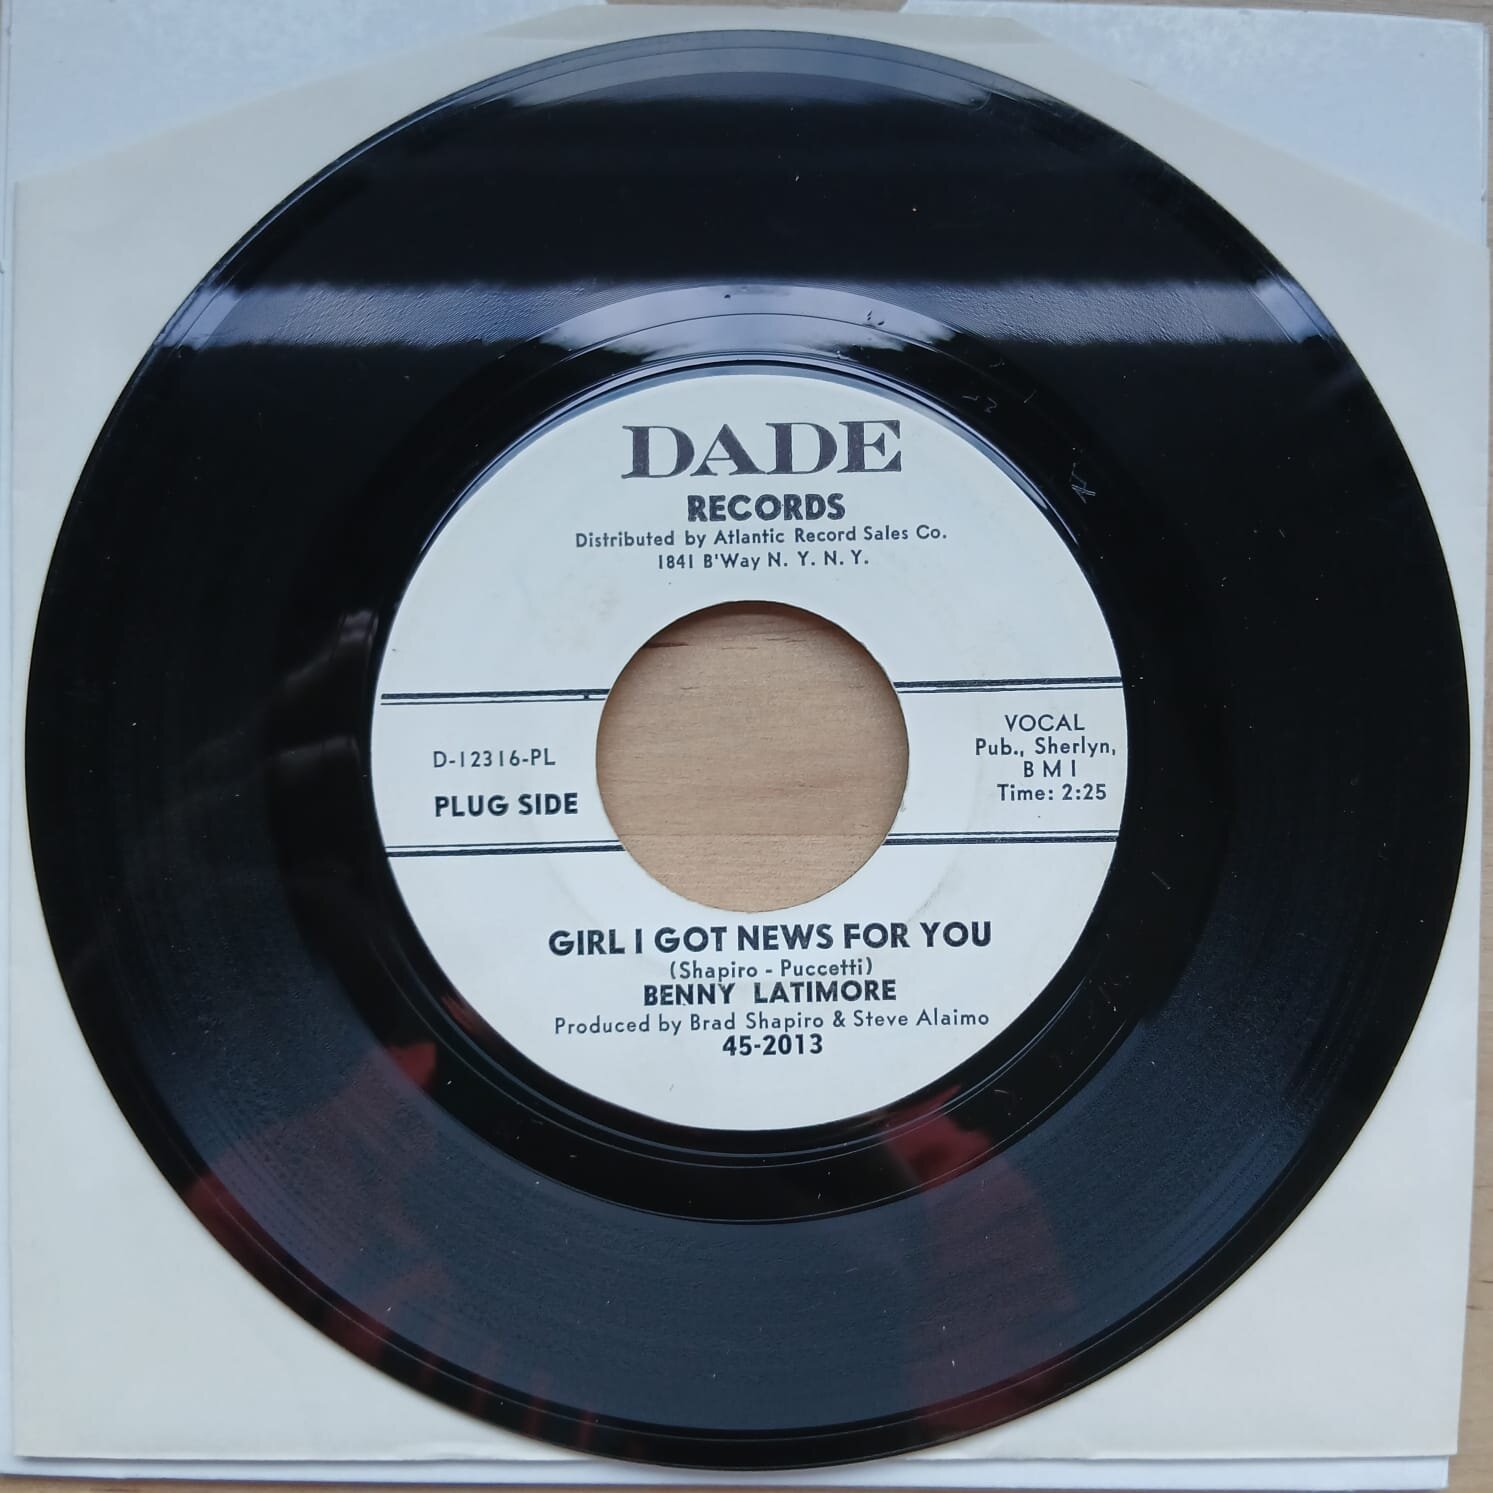 DADE
RECORDS
Distributed by Atlantic Record Sales Co.
1841 B'Way N. Y. N. Y.
D-12316-PL
PLUG SIDE
VOCAL
Pub., Sherlyn,
B M I
Time: 2:25
GIRL I GOT NEWS FOR YOU
(Shapiro - Puccetti)
BENNY LATIMORE
Produced by Brad Shapiro & Steve Alaimo
45-2013